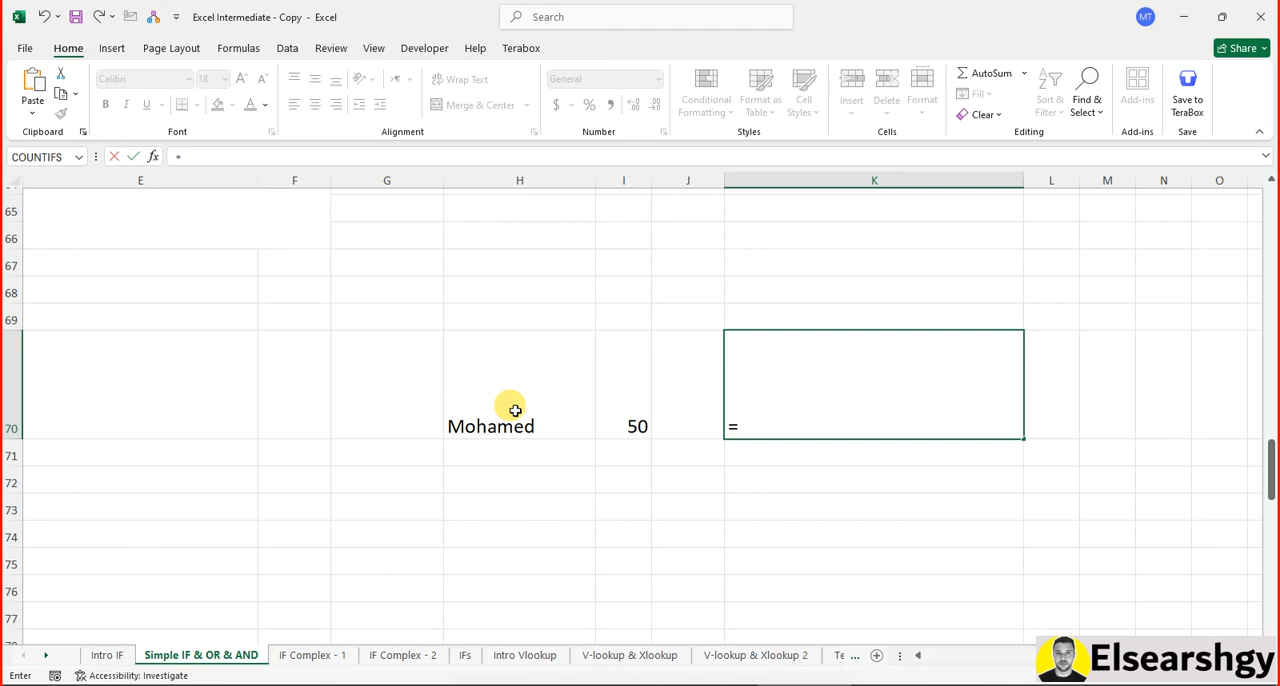 Excel Intermediate - Copy - Excel
Search
MT
File Home Insert Page Layout Formulas Data Review View Developer Help Terabox Share
Paste
Clipboard
Calibri 18
B I U
Font
Wrap Text
Merge & Center
Alignment
General
$ % ,
Number
Conditional Formatting
Format as Table
Cell Styles
Styles
Insert Delete Format
Cells
AutoSum
Fill
Clear
Sort & Filter
Find & Select
Editing
Add-ins
Add-ins
Save to TeraBox
Save
COUNTIFS fx =
E F G H I J K L M N O
65
66
67
68
69
70 Mohamed 50 =
71
72
73
74
75
76
77
Intro IF Simple IF & OR & AND IF Complex - 1 IF Complex - 2 IFs Intro Vlookup V-lookup & Xlookup V-lookup & Xlookup 2 Te ...
Enter Accessibility: Investigate
Elsearshgy